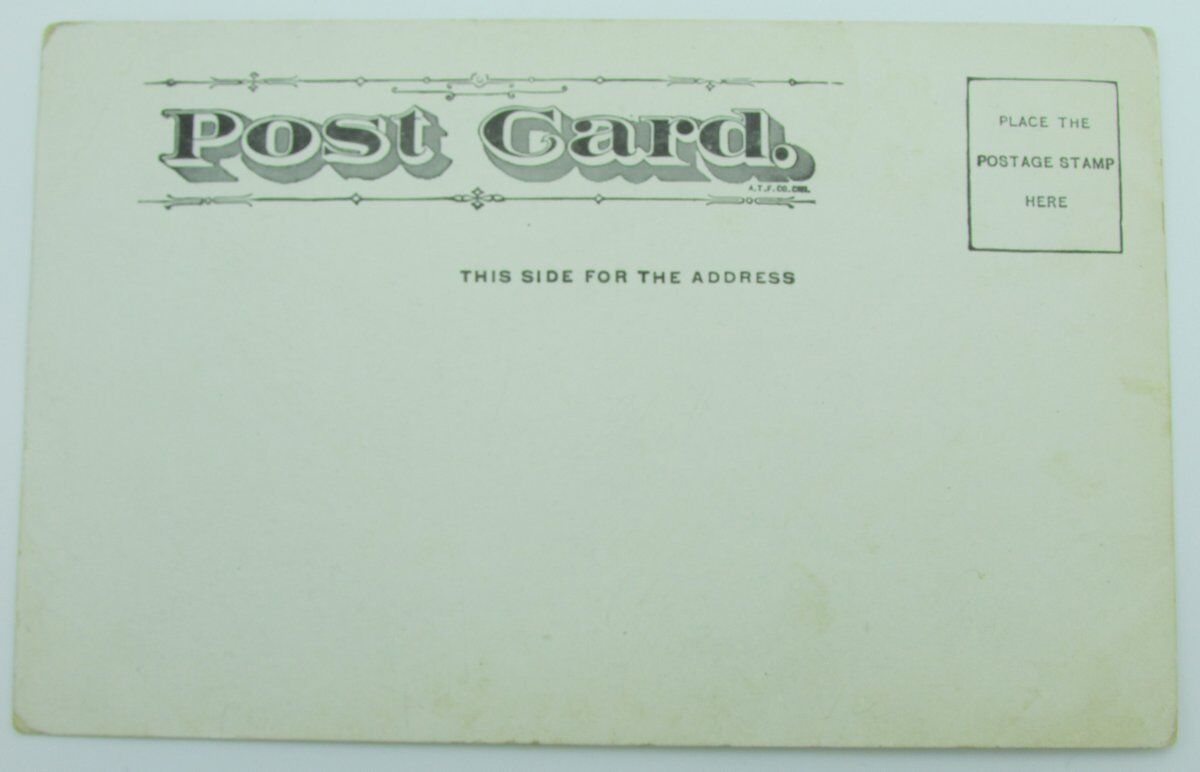 Post Card.
A.T.F. CO. CHI.
PLACE THE
POSTAGE STAMP
HERE
THIS SIDE FOR THE ADDRESS